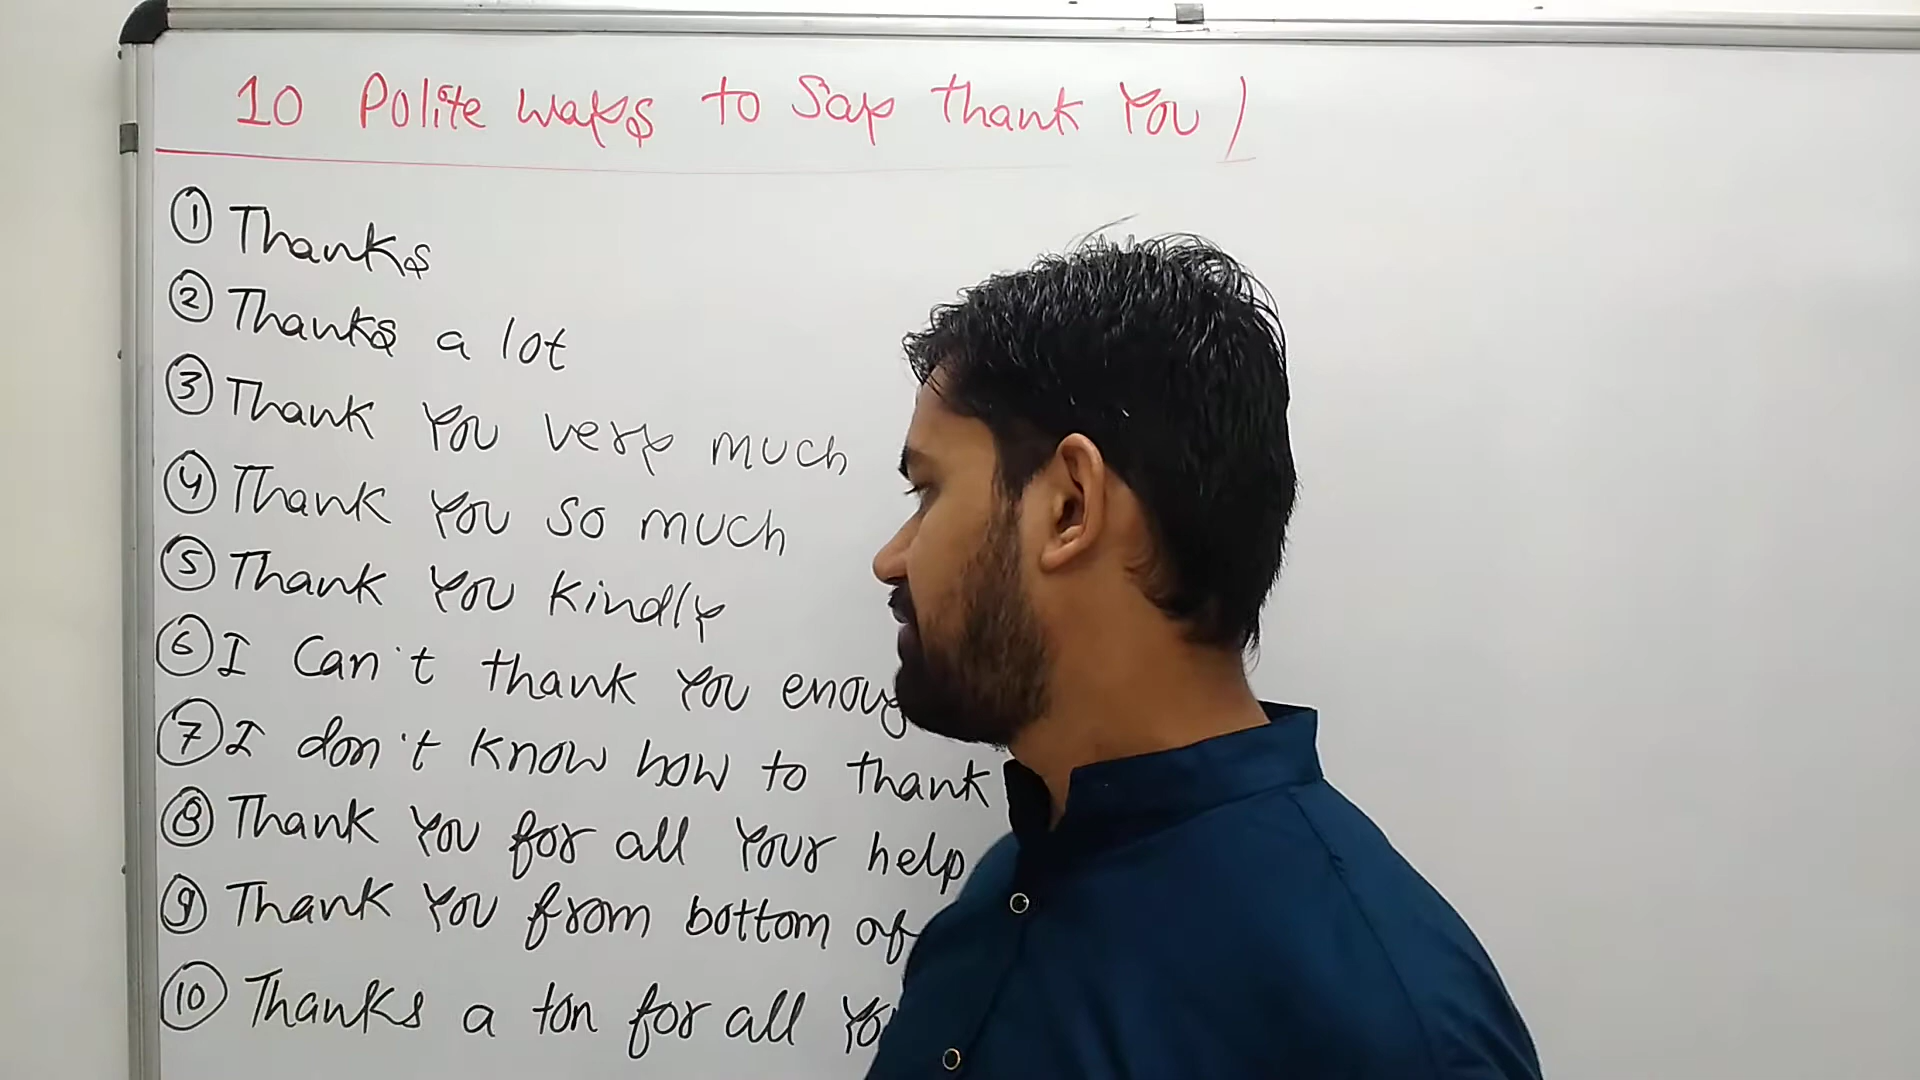 10 Polite ways to Say thank You!
① Thanks
② Thanks a lot
③ Thank You very much
④ Thank You so much
⑤ Thank You kindly
⑥ I Can't thank You enoug
⑦ I don't know how to thank
⑧ Thank You for all Your help
⑨ Thank You from bottom of
⑩ Thanks a ton for all